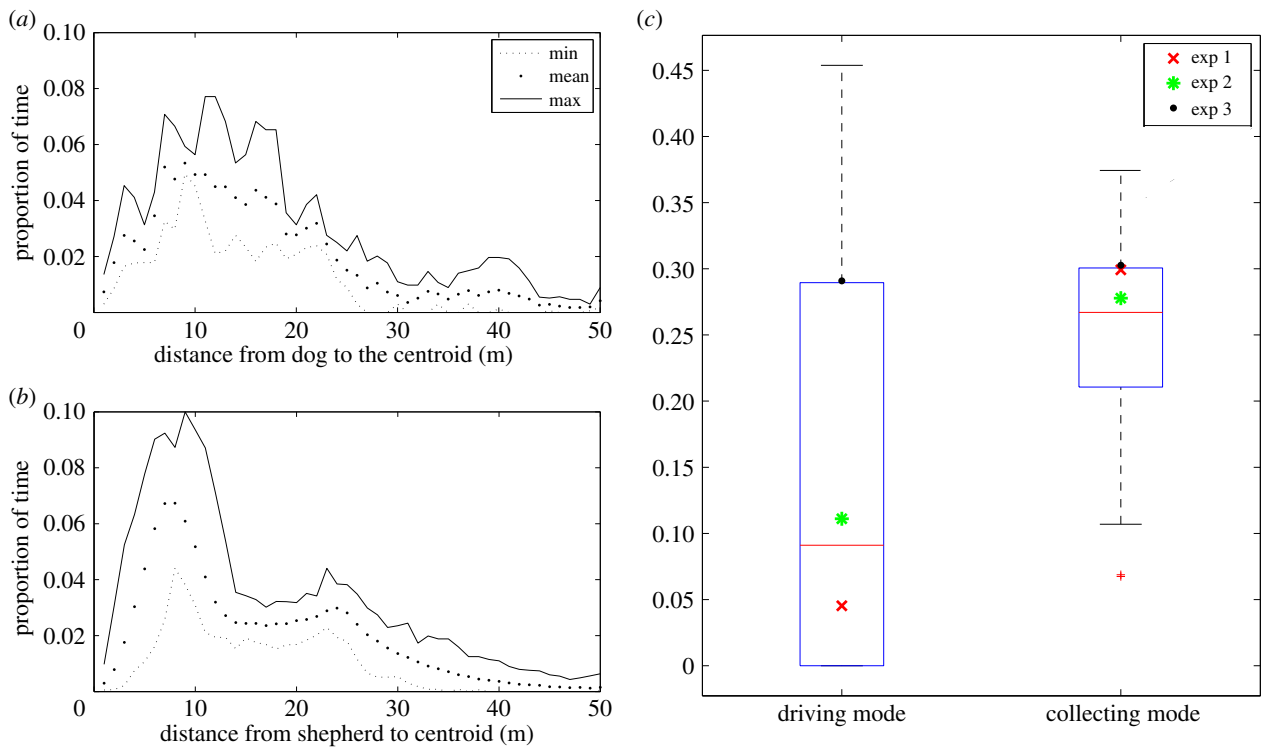 (a)
0.10
0.08
0.06
0.04
0.02
proportion of time
min
mean
max
0 10 20 30 40 50
distance from dog to the centroid (m)
(b)
0.10
0.08
0.06
0.04
0.02
proportion of time
0 10 20 30 40 50
distance from shepherd to centroid (m)
(c)
0.45
0.40
0.35
0.30
0.25
0.20
0.15
0.10
0.05
0
exp 1
exp 2
exp 3
driving mode collecting mode